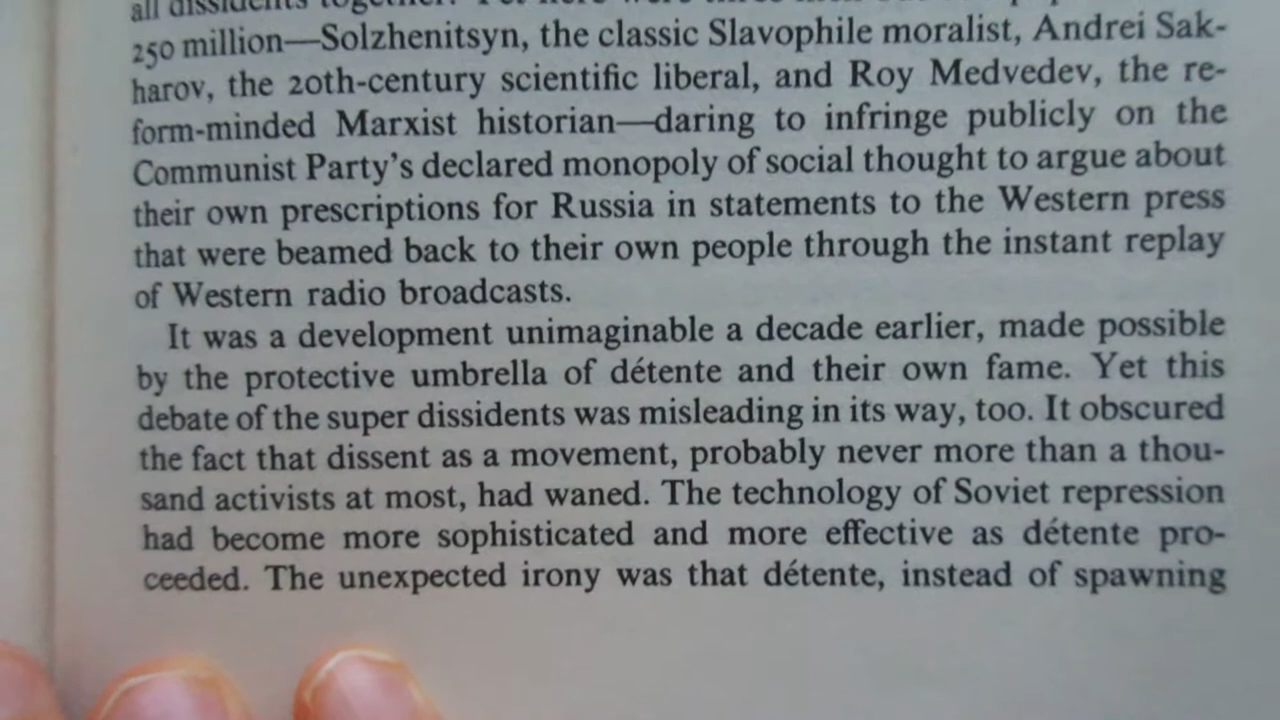 all dissidents together.
250 million—Solzhenitsyn, the classic Slavophile moralist, Andrei Sak-
harov, the 20th-century scientific liberal, and Roy Medvedev, the re-
form-minded Marxist historian—daring to infringe publicly on the
Communist Party's declared monopoly of social thought to argue about
their own prescriptions for Russia in statements to the Western press
that were beamed back to their own people through the instant replay
of Western radio broadcasts.
It was a development unimaginable a decade earlier, made possible
by the protective umbrella of détente and their own fame. Yet this
debate of the super dissidents was misleading in its way, too. It obscured
the fact that dissent as a movement, probably never more than a thou-
sand activists at most, had waned. The technology of Soviet repression
had become more sophisticated and more effective as détente pro-
ceeded. The unexpected irony was that détente, instead of spawning